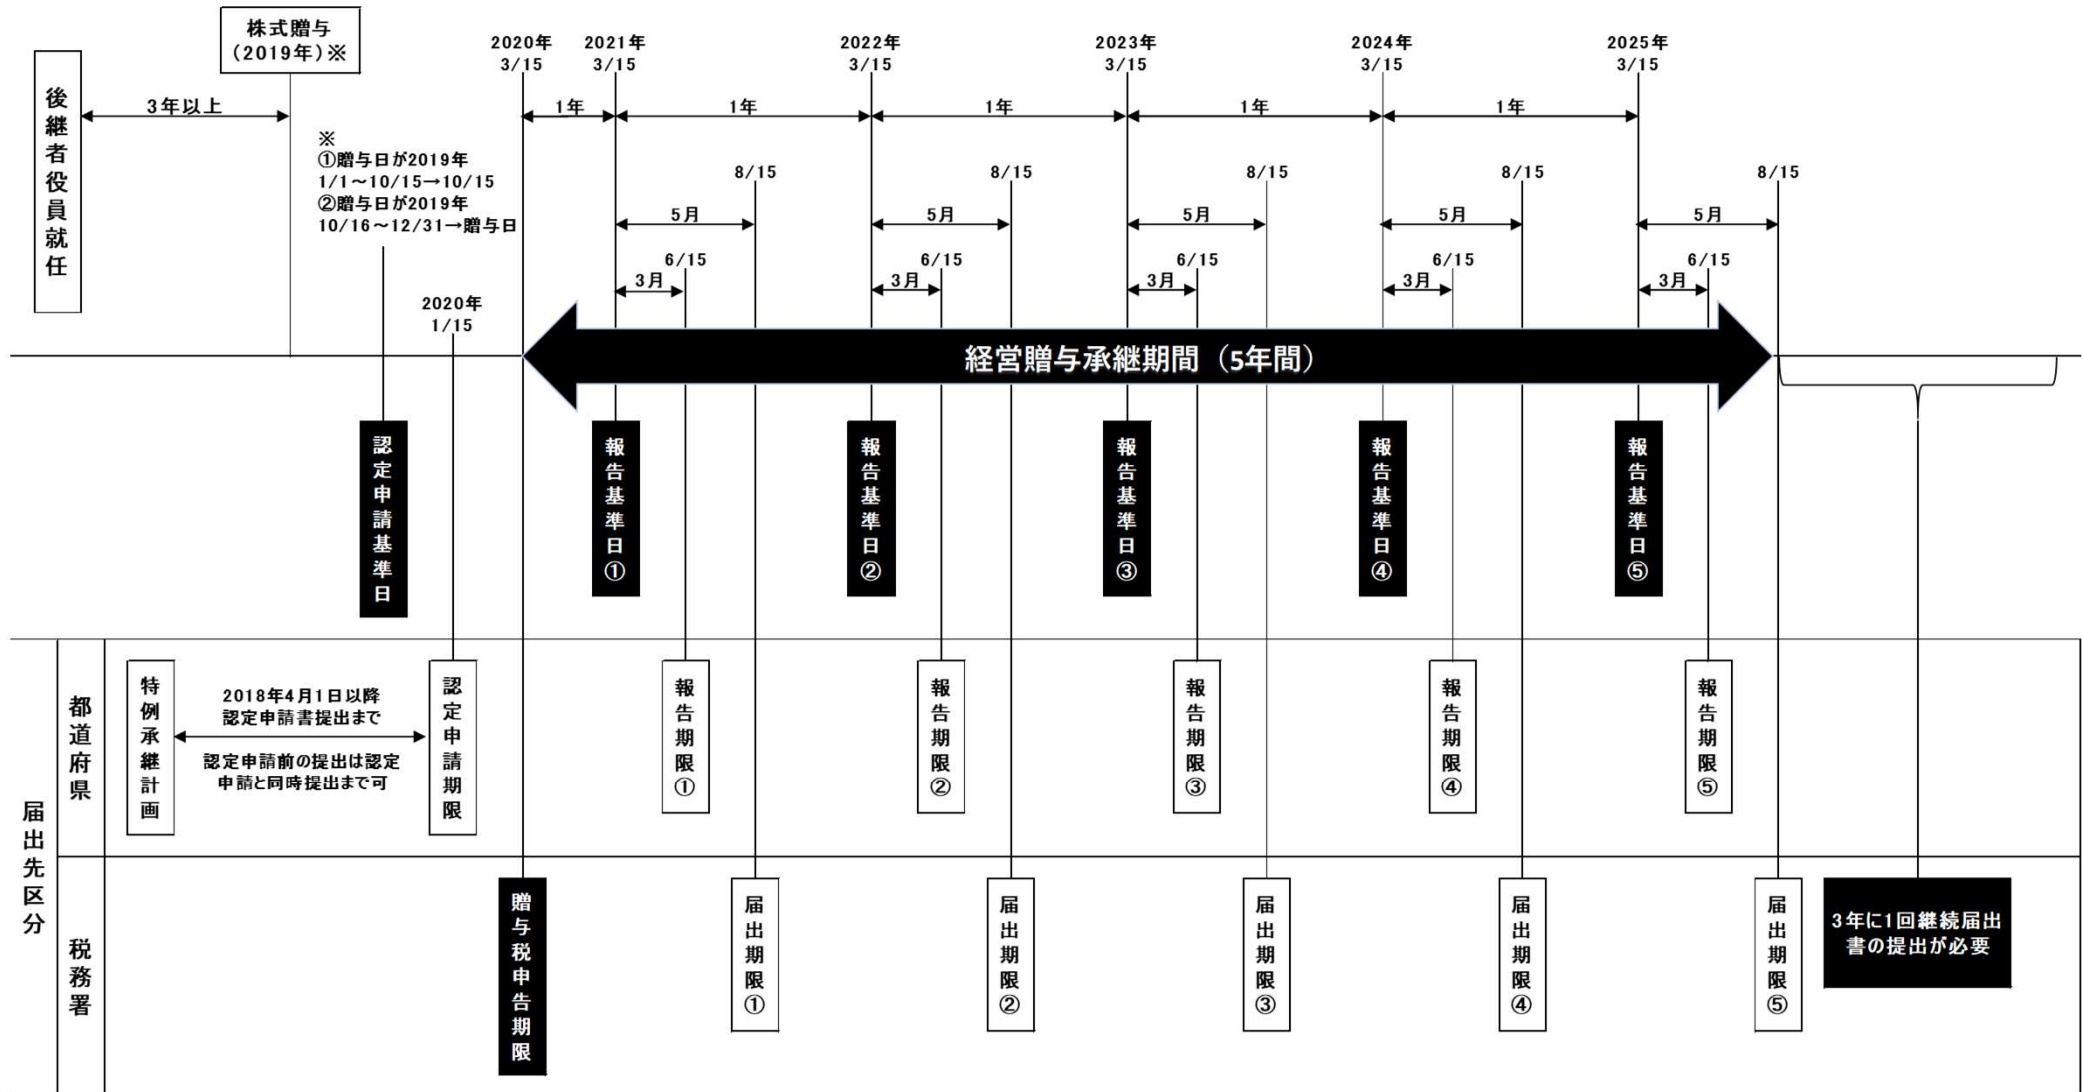 株式贈与
(2019年)※
後継者役員就任
3年以上
※
①贈与日が2019年
1/1～10/15→10/15
②贈与日が2019年
10/16～12/31→贈与日
2020年
1/15
2020年
3/15
2021年
3/15
2022年
3/15
2023年
3/15
2024年
3/15
2025年
3/15
1年
1年
1年
1年
1年
8/15
8/15
8/15
8/15
8/15
5月
5月
5月
5月
5月
6/15
6/15
6/15
6/15
6/15
3月
3月
3月
3月
3月
経営贈与承継期間（5年間）
認定申請基準日
報告基準日①
報告基準日②
報告基準日③
報告基準日④
報告基準日⑤
届出先区分
都道府県
特例承継計画
2018年4月1日以降
認定申請書提出まで
認定申請前の提出は認定
申請と同時提出まで可
認定申請期限
報告期限①
報告期限②
報告期限③
報告期限④
報告期限⑤
税務署
贈与税申告期限
届出期限①
届出期限②
届出期限③
届出期限④
届出期限⑤
3年に1回継続届出
書の提出が必要